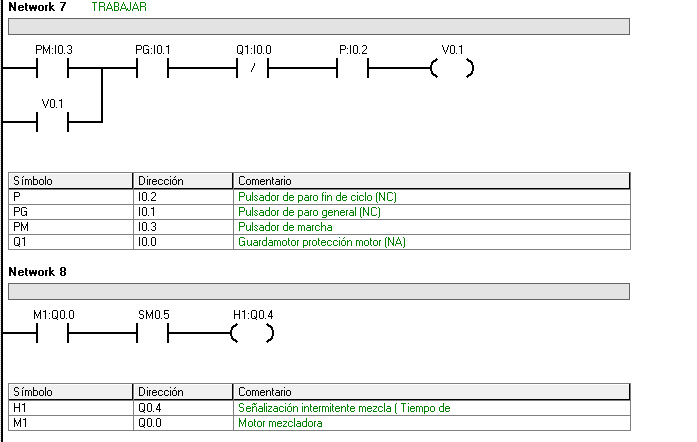 Network 7 TRABAJAR
PM:I0.3 PG:I0.1 Q1:I0.0 P:I0.2 V0.1
/
V0.1
Símbolo Dirección Comentario
P I0.2 Pulsador de paro fin de ciclo (NC)
PG I0.1 Pulsador de paro general (NC)
PM I0.3 Pulsador de marcha
Q1 I0.0 Guardamotor protección motor (NA)
Network 8
M1:Q0.0 SM0.5 H1:Q0.4
Símbolo Dirección Comentario
H1 Q0.4 Señalización intermitente mezcla ( Tiempo de
M1 Q0.0 Motor mezcladora